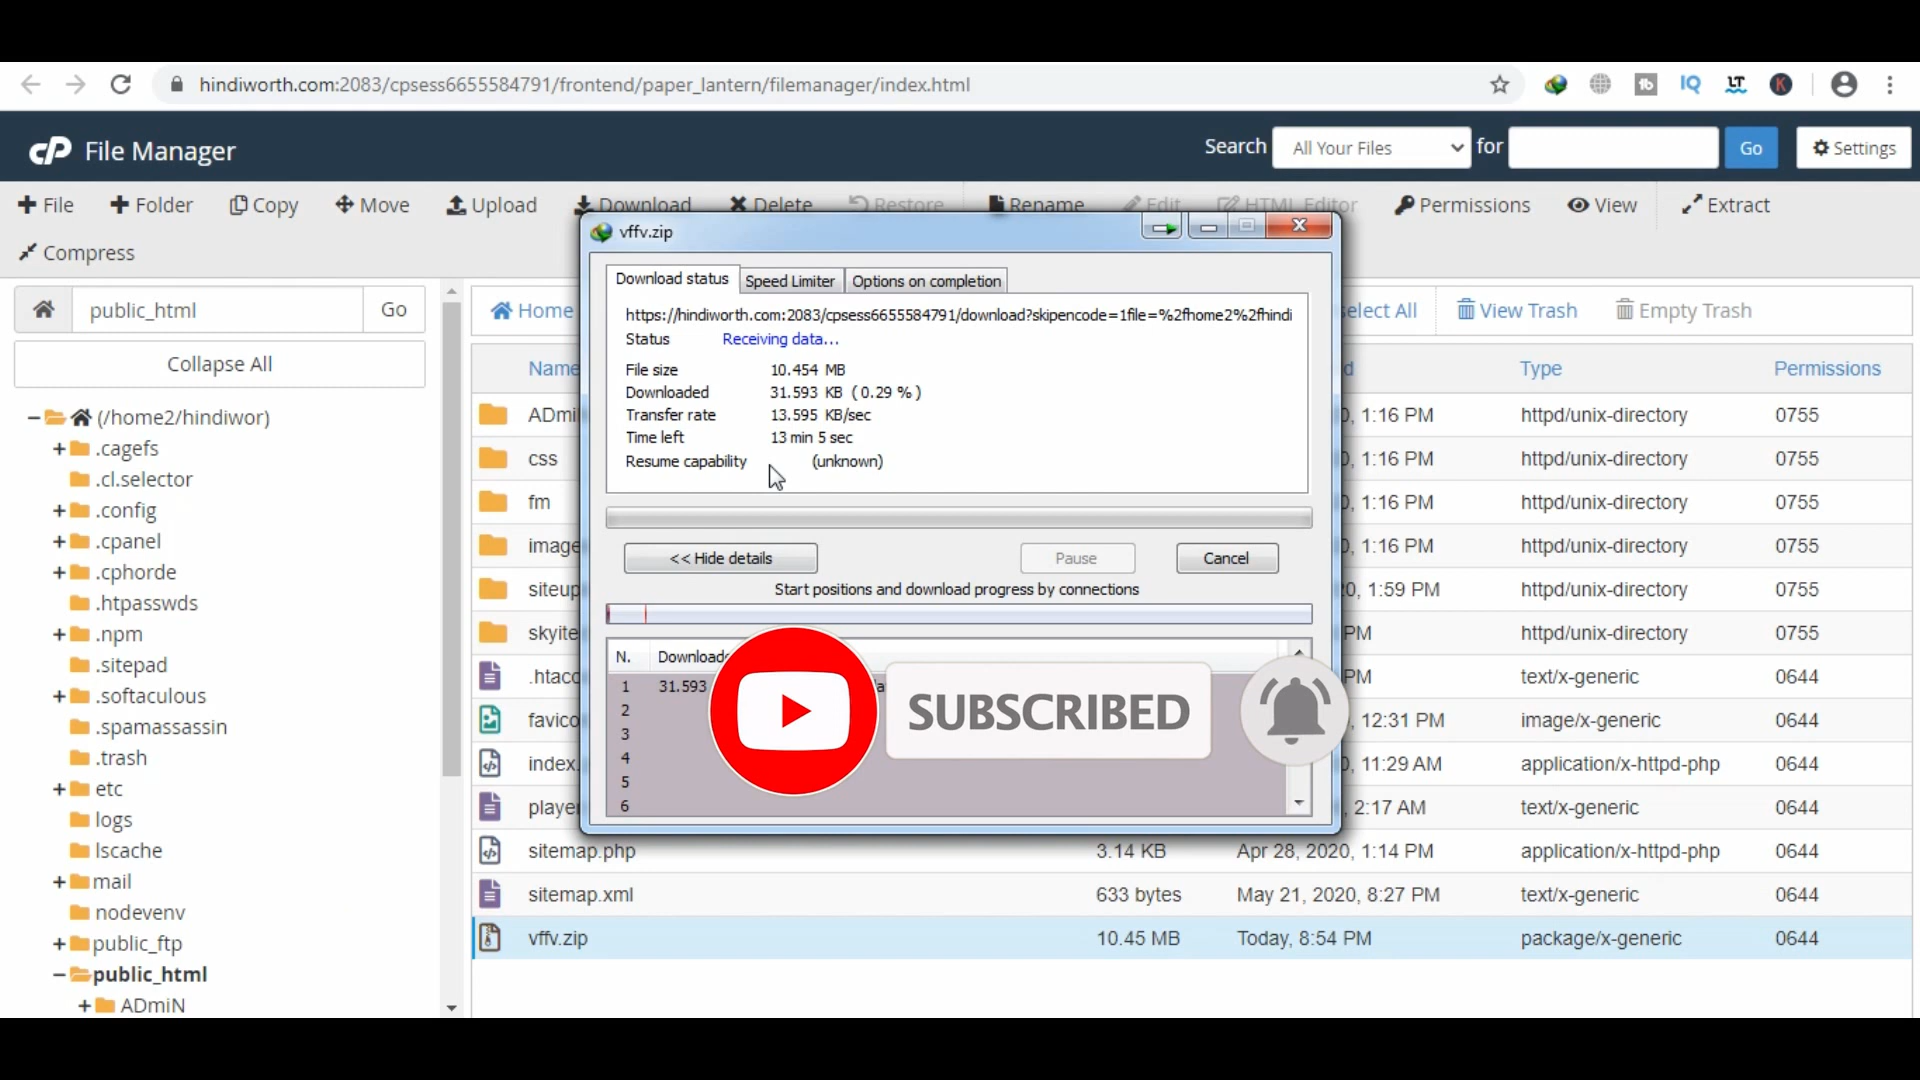 hindiworth.com:2083/cpsess6655584791/frontend/paper_lantern/filemanager/index.html
cP File Manager
Search All Your Files for Go Settings
File Folder Copy Move Upload Download Delete Restore Rename Edit HTML Editor Permissions View Extract
Compress
public_html Go
Collapse All
(/home2/hindiwor)
.cagefs
.cl.selector
.config
.cpanel
.cphorde
.htpasswds
.npm
.sitepad
.softaculous
.spamassassin
.trash
etc
logs
lscache
mail
nodevenv
public_ftp
public_html
ADmiN
Home
View Trash Empty Trash
Name Type Permissions
1:16 PM httpd/unix-directory 0755
css 1:16 PM httpd/unix-directory 0755
fm 1:16 PM httpd/unix-directory 0755
1:16 PM httpd/unix-directory 0755
1:59 PM httpd/unix-directory 0755
PM httpd/unix-directory 0755
PM text/x-generic 0644
12:31 PM image/x-generic 0644
11:29 AM application/x-httpd-php 0644
2:17 AM text/x-generic 0644
sitemap.php 3.14 KB Apr 28, 2020, 1:14 PM application/x-httpd-php 0644
sitemap.xml 633 bytes May 21, 2020, 8:27 PM text/x-generic 0644
vffv.zip 10.45 MB Today, 8:54 PM package/x-generic 0644
vffv.zip
Download status Speed Limiter Options on completion
https://hindiworth.com:2083/cpsess6655584791/download?skipencode=1file=%2fhome2%2fhindi
Status Receiving data...
File size 10.454 MB
Downloaded 31.593 KB ( 0.29 % )
Transfer rate 13.595 KB/sec
Time left 13 min 5 sec
Resume capability (unknown)
<< Hide details Pause Cancel
Start positions and download progress by connections
N.
1 31.593
2
3
4
5
6
SUBSCRIBED